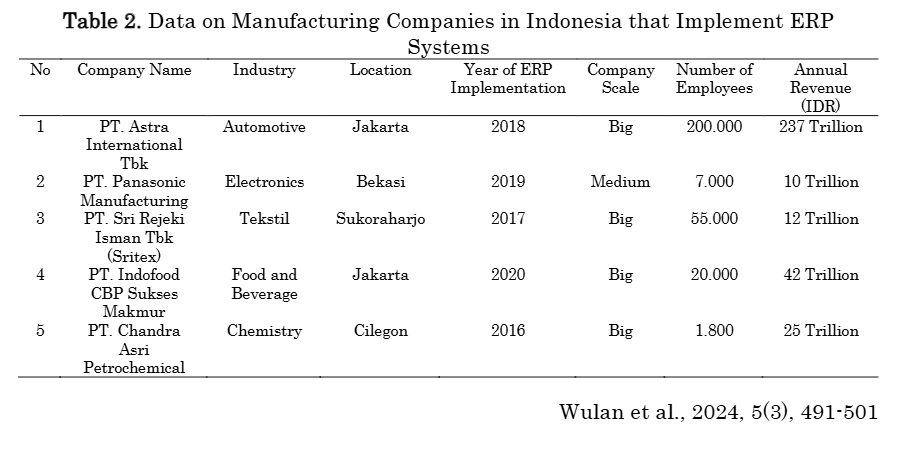 Table 2. Data on Manufacturing Companies in Indonesia that Implement ERP
Systems
No Company Name Industry Location Year of ERP Implementation Company Scale Number of Employees Annual Revenue (IDR)
1 PT. Astra International Tbk Automotive Jakarta 2018 Big 200.000 237 Trillion
2 PT. Panasonic Manufacturing Electronics Bekasi 2019 Medium 7.000 10 Trillion
3 PT. Sri Rejeki Isman Tbk (Sritex) Tekstil Sukoraharjo 2017 Big 55.000 12 Trillion
4 PT. Indofood CBP Sukses Makmur Food and Beverage Jakarta 2020 Big 20.000 42 Trillion
5 PT. Chandra Asri Petrochemical Chemistry Cilegon 2016 Big 1.800 25 Trillion
Wulan et al., 2024, 5(3), 491-501